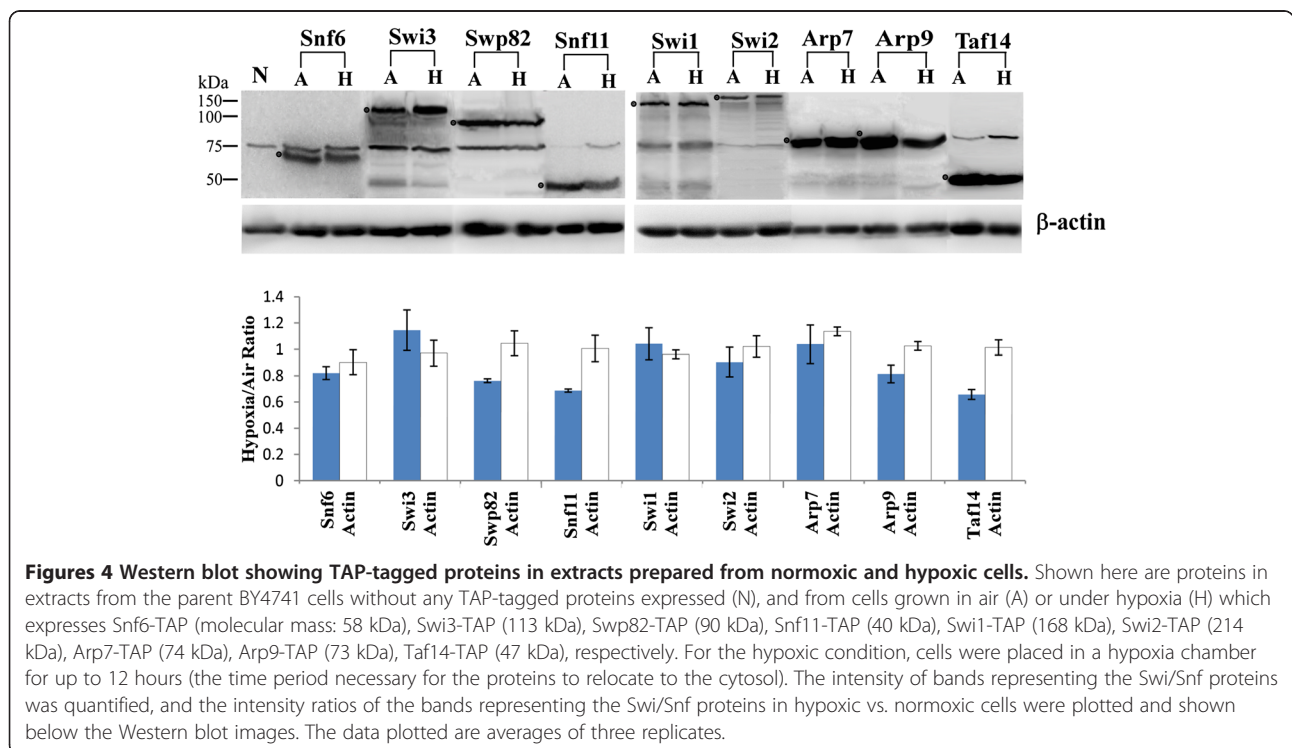 Snf6 Swi3 Swp82 Snf11 Swi1 Swi2 Arp7 Arp9 Taf14
N A H A H A H A H A H A H A H A H A H
kDa
150
100
75
50
β-actin
Hypoxia/Air Ratio
1.4
1.2
1
0.8
0.6
0.4
0.2
0
Snf6 Actin Swi3 Actin Swp82 Actin Snf11 Actin Swi1 Actin Swi2 Actin Arp7 Actin Arp9 Actin Taf14 Actin
Figures 4 Western blot showing TAP-tagged proteins in extracts prepared from normoxic and hypoxic cells. Shown here are proteins in
extracts from the parent BY4741 cells without any TAP-tagged proteins expressed (N), and from cells grown in air (A) or under hypoxia (H) which
expresses Snf6-TAP (molecular mass: 58 kDa), Swi3-TAP (113 kDa), Swp82-TAP (90 kDa), Snf11-TAP (40 kDa), Swi1-TAP (168 kDa), Swi2-TAP (214
kDa), Arp7-TAP (74 kDa), Arp9-TAP (73 kDa), Taf14-TAP (47 kDa), respectively. For the hypoxic condition, cells were placed in a hypoxia chamber
for up to 12 hours (the time period necessary for the proteins to relocate to the cytosol). The intensity of bands representing the Swi/Snf proteins
was quantified, and the intensity ratios of the bands representing the Swi/Snf proteins in hypoxic vs. normoxic cells were plotted and shown
below the Western blot images. The data plotted are averages of three replicates.